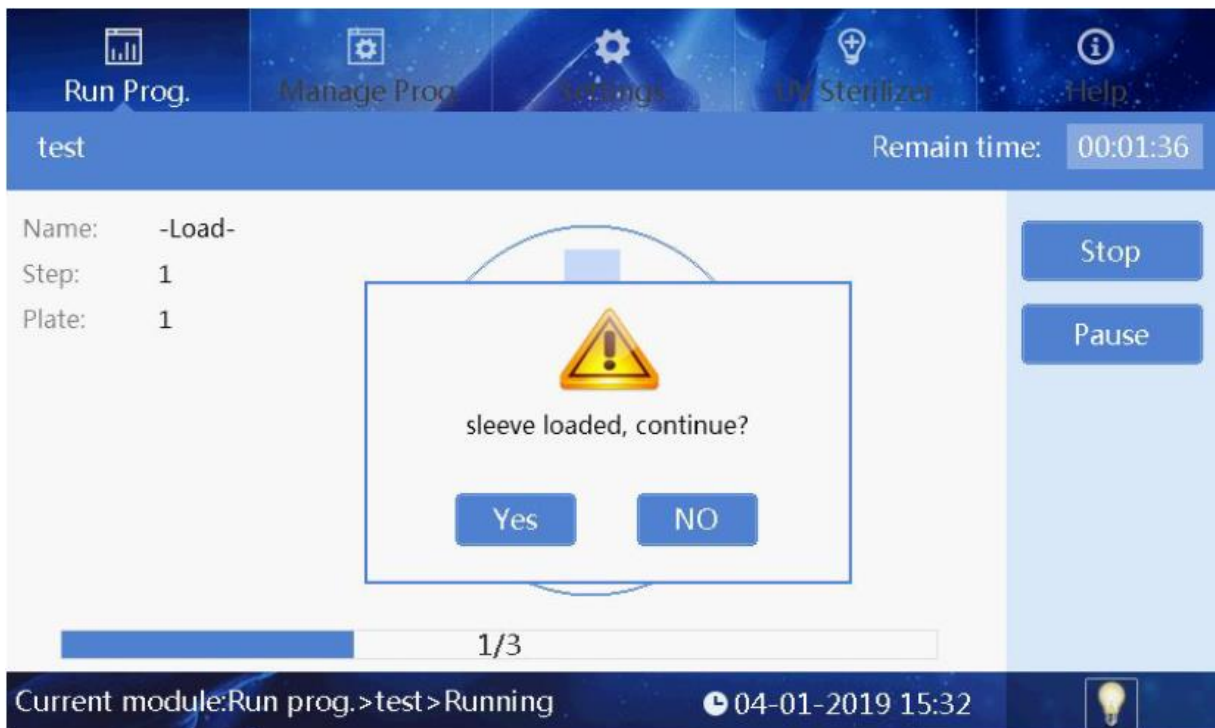 Run Prog.
Manage Prog.
Settings
UV Sterilizer
Help
test
Remain time: 00:01:36
Name: -Load-
Step: 1
Plate: 1
Stop
Pause
sleeve loaded, continue?
Yes
NO
1/3
Current module:Run prog.>test>Running
04-01-2019 15:32